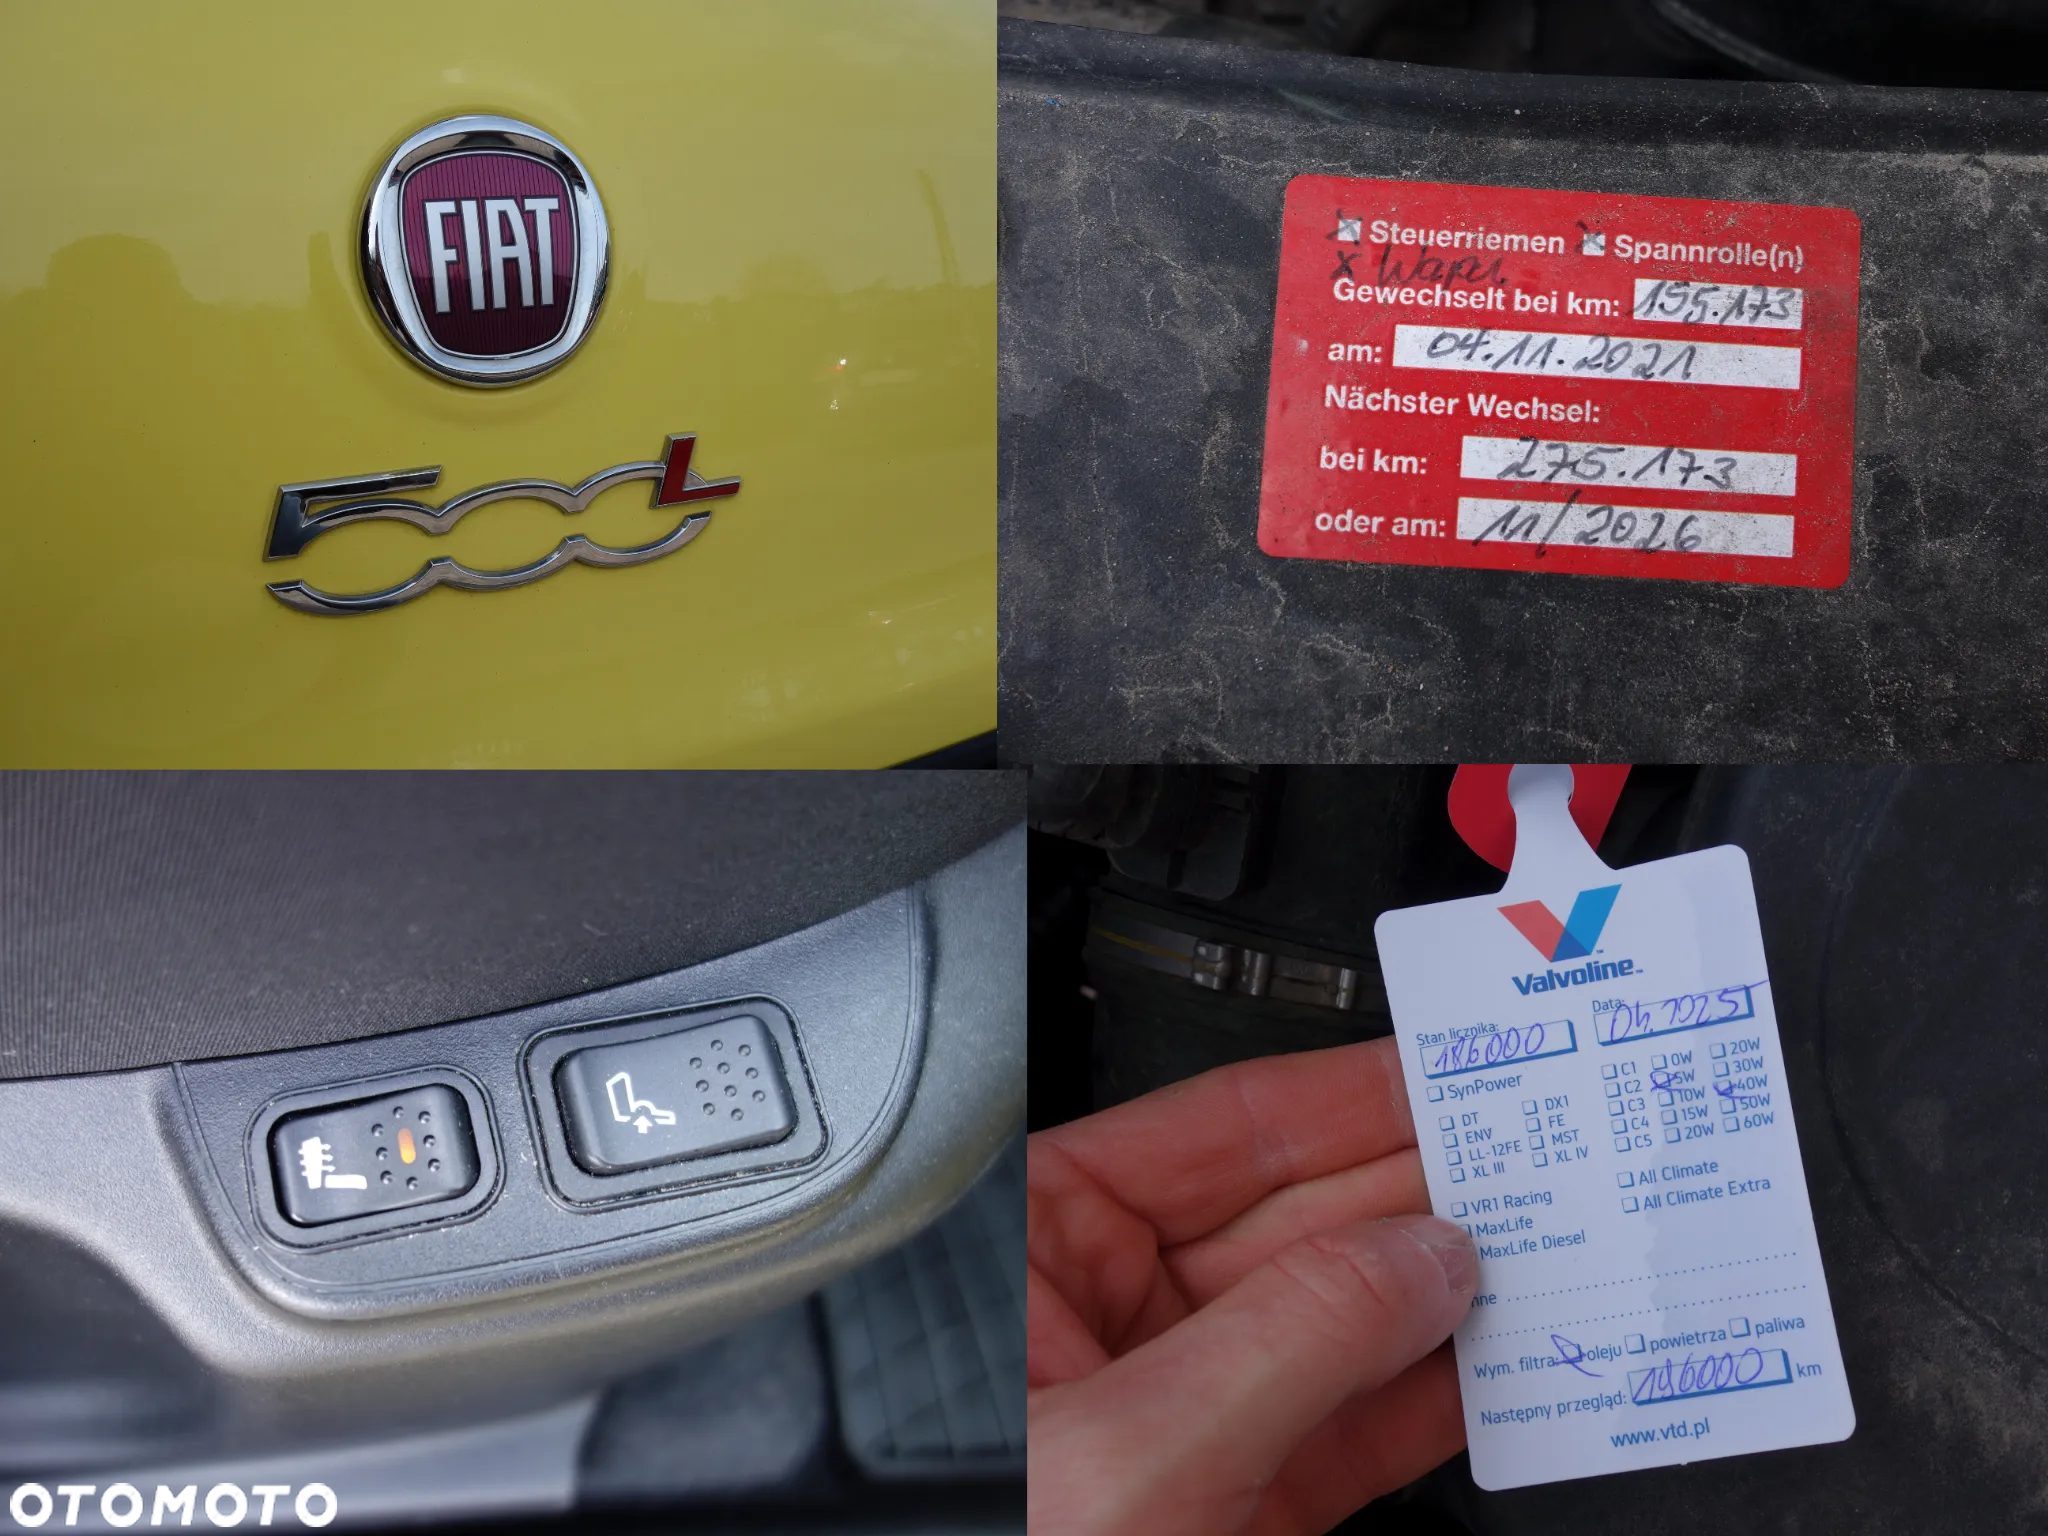 FIAT
500L
Steuerriemen Spannrolle(n)
x Wapu.
Gewechselt bei km: 155.173
am: 04.11.2021
Nächster Wechsel:
bei km: 275.173
oder am: 11/2026
OTOMOTO
Valvoline™
Stan licznika: 186000
Data: 04.2025
SynPower
DT
ENV
LL-12FE
XL III
DX1
FE
MST
XL IV
C1
C2
C3
C4
C5
0W
5W
10W
15W
20W
20W
30W
40W
50W
60W
VR1 Racing
MaxLife
MaxLife Diesel
All Climate
All Climate Extra
nne
Wym. filtra: oleju powietrza paliwa
Następny przegląd: 196000 km
www.vtd.pl